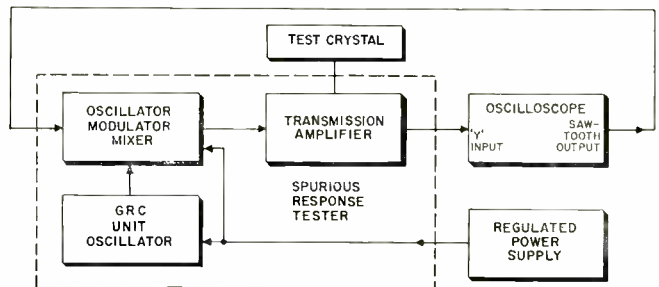 TEST CRYSTAL
OSCILLATOR
MODULATOR
MIXER
TRANSMISSION
AMPLIFIER
OSCILLOSCOPE
'Y'
INPUT
SAW-
TOOTH
OUTPUT
SPURIOUS
RESPONSE
TESTER
GRC
UNIT
OSCILLATOR
REGULATED
POWER
SUPPLY